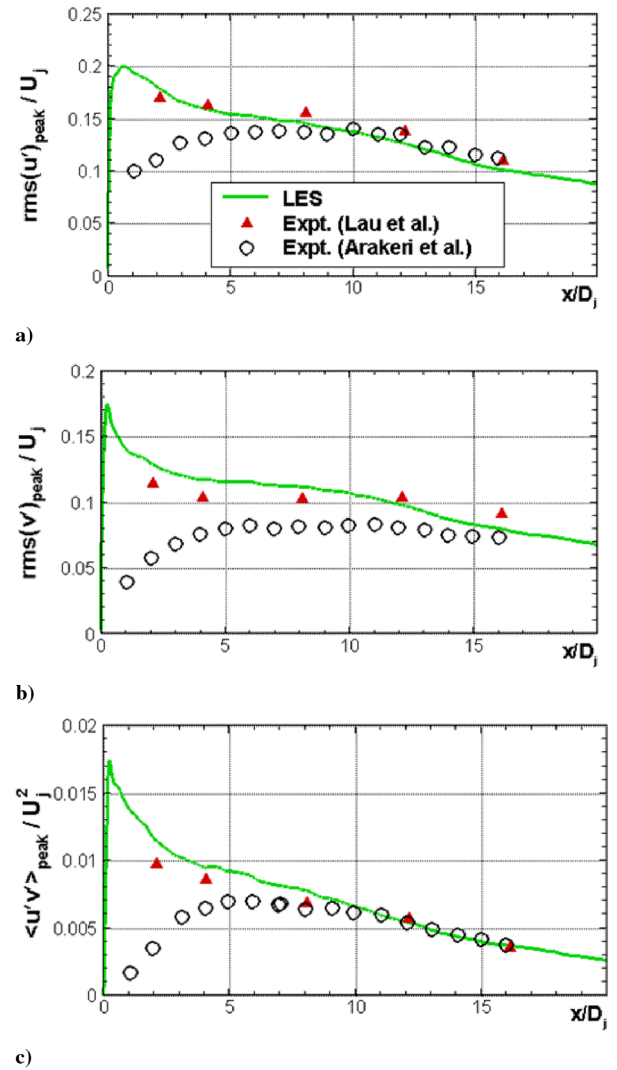 0.25
0.2
0.15
0.1
0.05
0
rms(u')peak / Uj
LES
Expt. (Lau et al.)
Expt. (Arakeri et al.)
0 5 10 15
x/Dj
a)
0.2
0.15
0.1
0.05
0
rms(v')peak / Uj
0 5 10 15
x/Dj
b)
0.02
0.015
0.01
0.005
0
<u'v'>peak / Uj2
0 5 10 15
x/Dj
c)